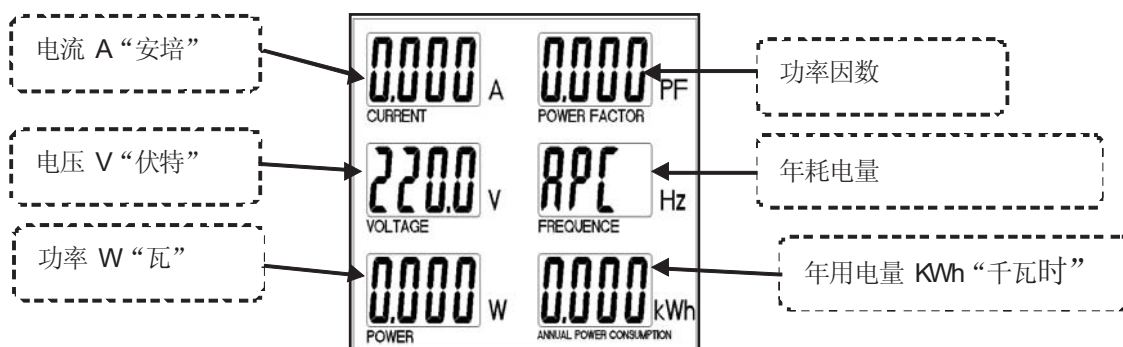 电流 A“安培”
电压 V“伏特”
功率 W“瓦”
0.000 A
CURRENT
0.000 PF
POWER FACTOR
220.0 V
VOLTAGE
APC Hz
FREQUENCE
0.000 W
POWER
0.000 kWh
ANNUAL POWER CONSUMPTION
功率因数
年耗电量
年用电量 KWh“千瓦时”